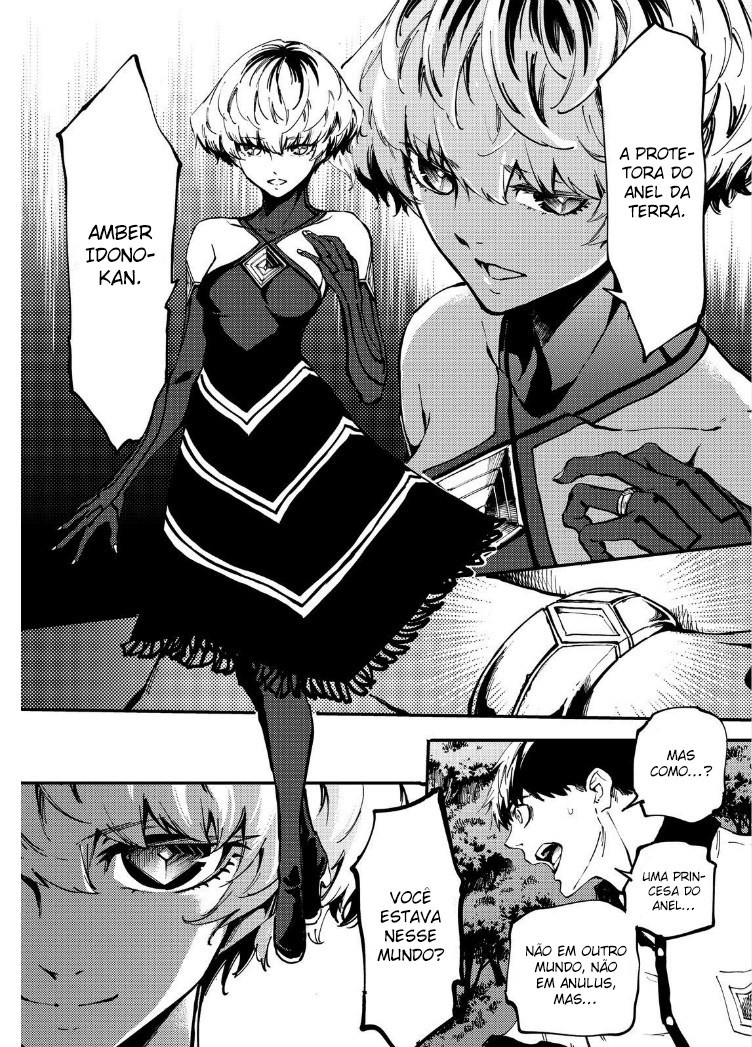 A PROTE-
TORA DO
ANEL DA
TERRA.
AMBER
IDONO-
KAN.
MAS
COMO...?
UMA PRIN-
CESA DO
ANEL...
NÃO EM OUTRO
MUNDO, NÃO
EM ANULUS,
MAS...
VOCÊ
ESTAVA
NESSE
MUNDO?